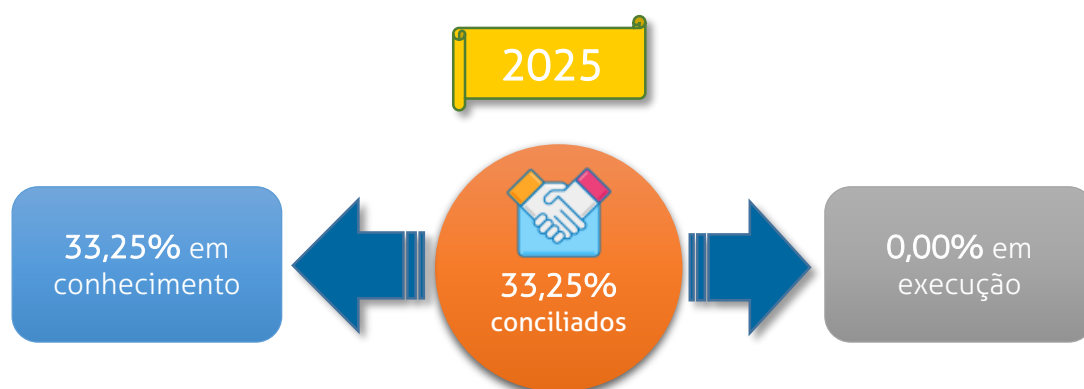 2025
33,25% em
conhecimento
33,25%
conciliados
0,00% em
execução